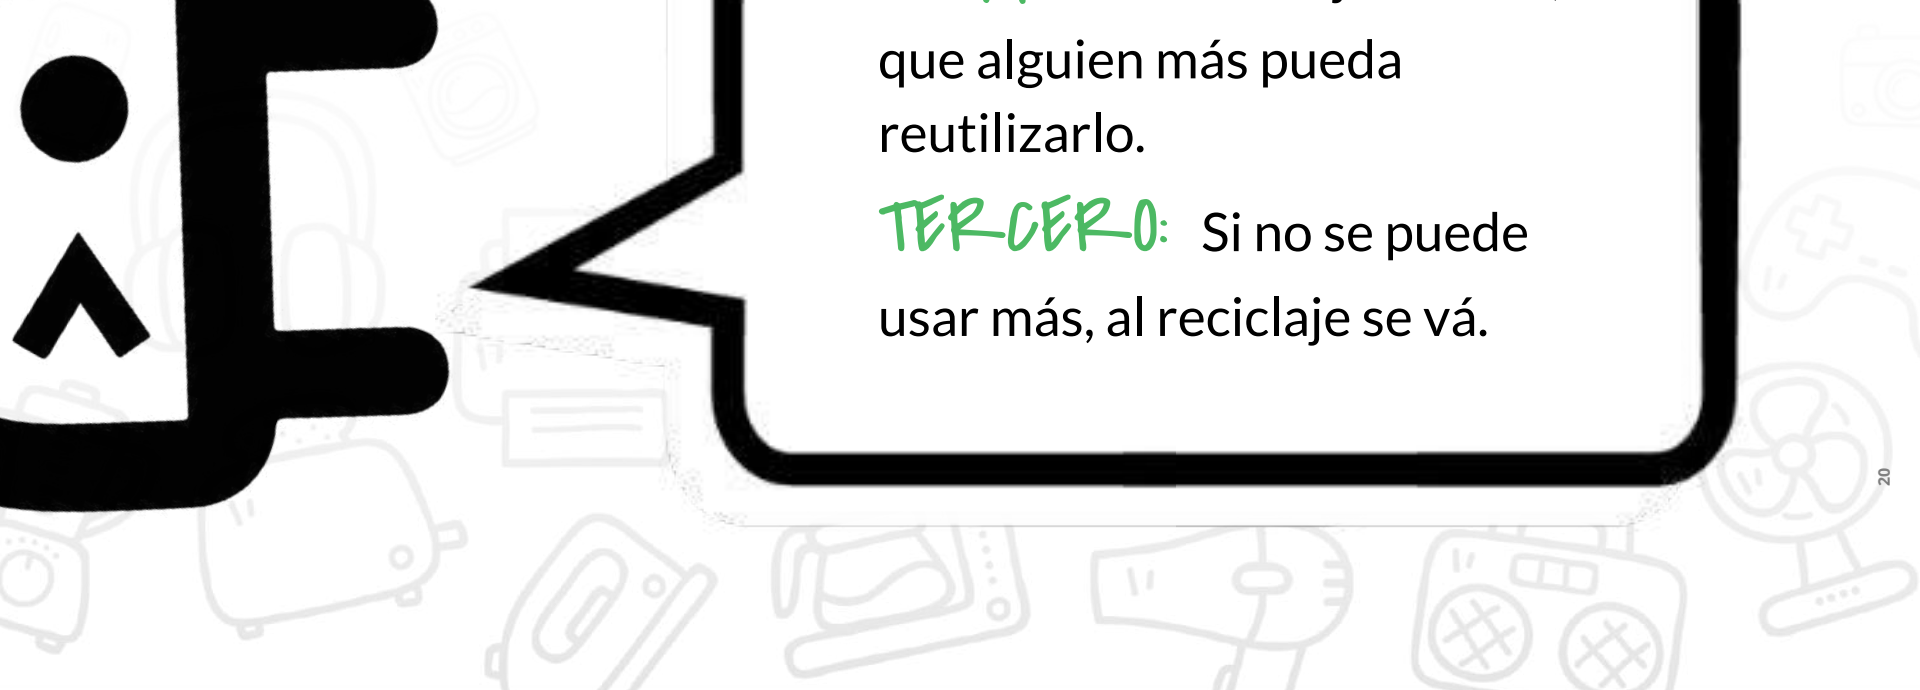 que alguien más pueda
reutilizarlo.
TERCERO: Si no se puede
usar más, al reciclaje se vá.
20